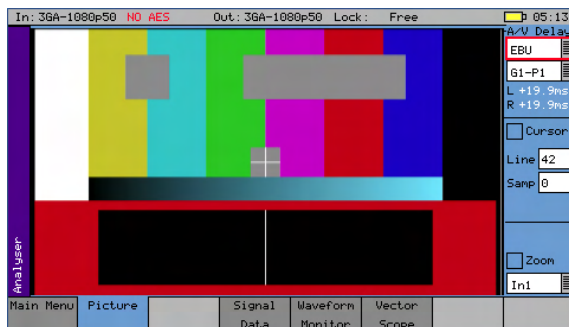 In: 3GA-1080p50 NO AES Out: 3GA-1080p50 Lock: Free 05:13
A/V Delay
EBU
G1-P1
L +19.9ms
R +19.9ms
Cursor
Line 42
Samp 0
Zoom
In1
Analyser
Main Menu Picture Signal Data Waveform Monitor Vector Scope